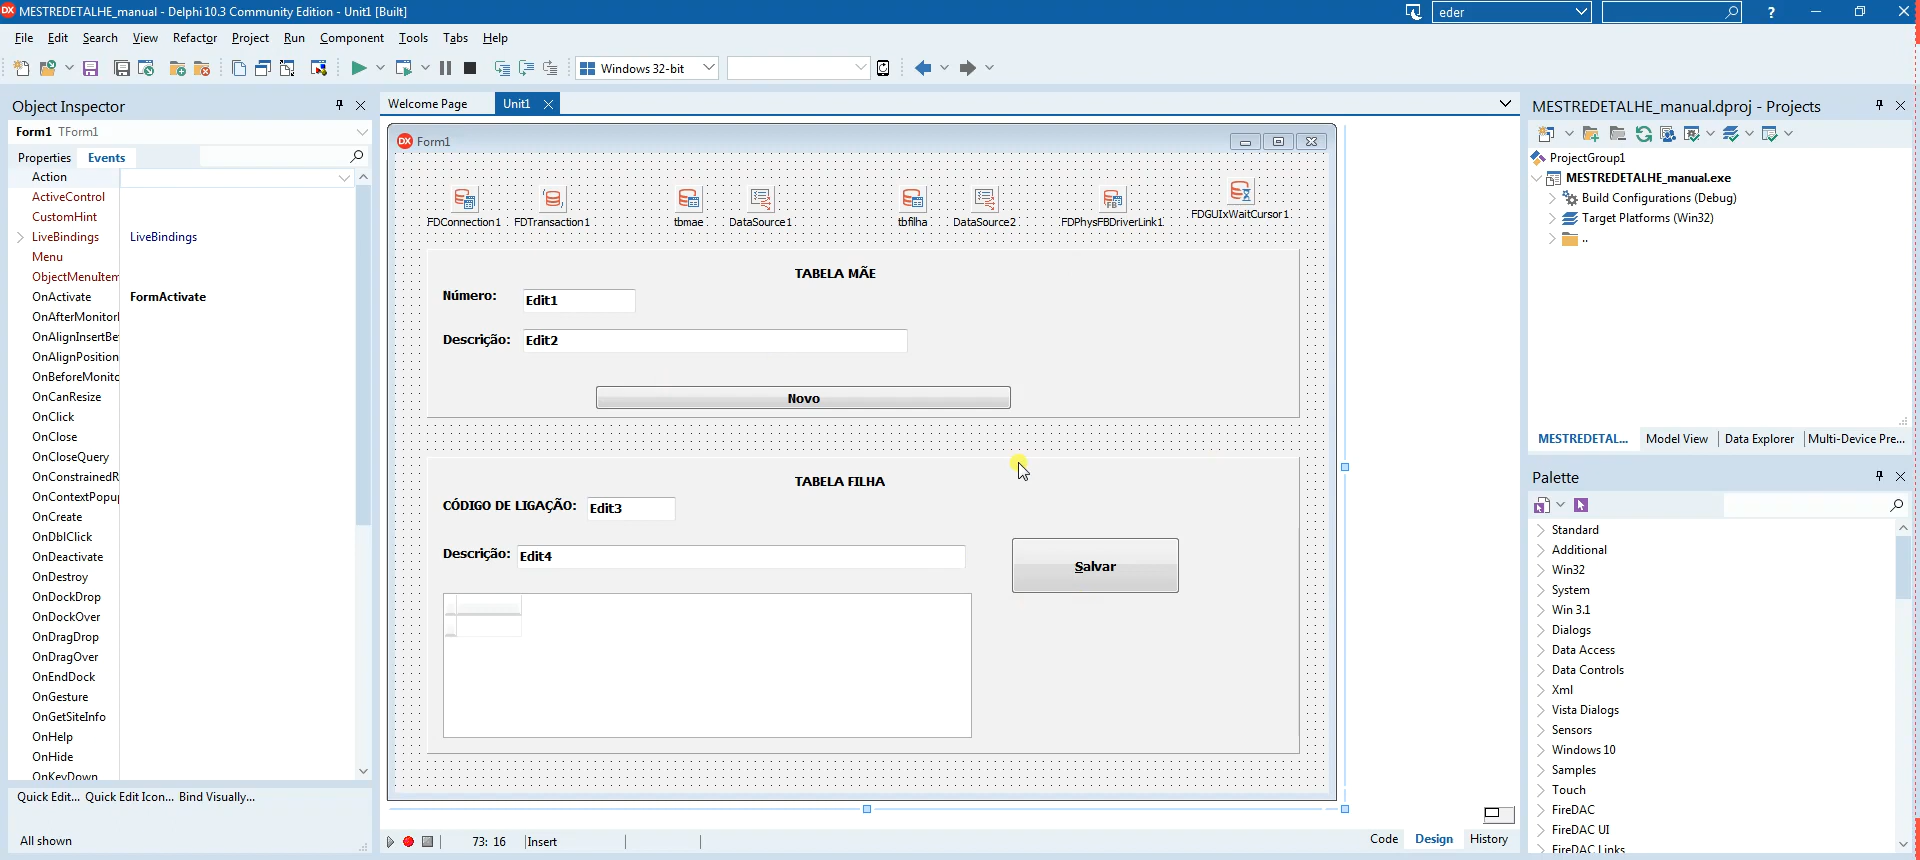 MESTREDETALHE_manual - Delphi 10.3 Community Edition - Unit1 [Built]
eder
?
File Edit Search View Refactor Project Run Component Tools Tabs Help
Windows 32-bit
Object Inspector
Form1 TForm1
Properties Events
Action
ActiveControl
CustomHint
LiveBindings LiveBindings
Menu
ObjectMenuItem
OnActivate FormActivate
OnAfterMonitorI
OnAlignInsertBe
OnAlignPosition
OnBeforeMonito
OnCanResize
OnClick
OnClose
OnCloseQuery
OnConstrainedR
OnContextPopu
OnCreate
OnDblClick
OnDeactivate
OnDestroy
OnDockDrop
OnDockOver
OnDragDrop
OnDragOver
OnEndDock
OnGesture
OnGetSiteInfo
OnHelp
OnHide
OnKeyDown
Quick Edit... Quick Edit Icon... Bind Visually...
All shown
Welcome Page Unit1
Form1
FDConnection1 FDTransaction1 tbmae DataSource1 tbfilha DataSource2 FDPhysFBDriverLink1 FDGUIxWaitCursor1
TABELA MÃE
Número: Edit1
Descrição: Edit2
Novo
TABELA FILHA
CÓDIGO DE LIGAÇÃO: Edit3
Descrição: Edit4
Salvar
73: 16 Insert
Code Design History
MESTREDETALHE_manual.dproj - Projects
ProjectGroup1
MESTREDETALHE_manual.exe
Build Configurations (Debug)
Target Platforms (Win32)
..
MESTREDETAL... Model View Data Explorer Multi-Device Pre...
Palette
Standard
Additional
Win32
System
Win 3.1
Dialogs
Data Access
Data Controls
Xml
Vista Dialogs
Sensors
Windows 10
Samples
Touch
FireDAC
FireDAC UI
FireDAC Links